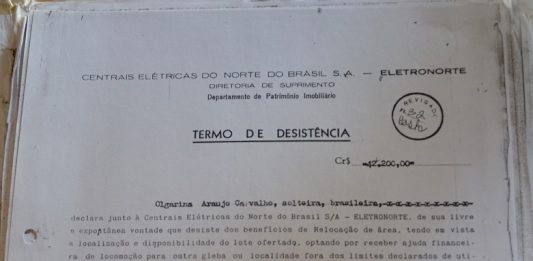 CENTRAIS ELÉTRICAS DO NORTE DO BRASIL S.A. — ELETRONORTE
DIRETORIA DE SUPRIMENTO
Departamento de Patrimônio Imobiliário
REVISADO
TERMO DE DESISTÊNCIA
Cr$ -42.200,00-
Olgarina Araujo Carvalho, solteira, brasileira,-x-x-x-x-x-x-x-x-
declara junto à Centrais Elétricas do Norte do Brasil S/A - ELETRONORTE, de sua livre
e expontânea vontade que desiste dos benefícios de Relocação de Área, tendo em vista
a localização e disponibilidade do lote ofertado, optando por receber ajuda financei-
ra de locomoção para outra gleba ou localidade fora dos limites declarados de uti-